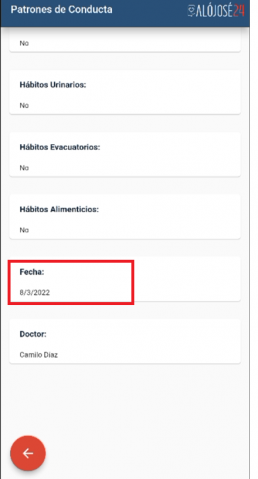 Patrones de Conducta
ALÓJOSÉ24
No
Hábitos Urinarios:
No
Hábitos Evacuatorios:
No
Hábitos Alimenticios:
No
Fecha:
8/3/2022
Doctor:
Camilo Diaz